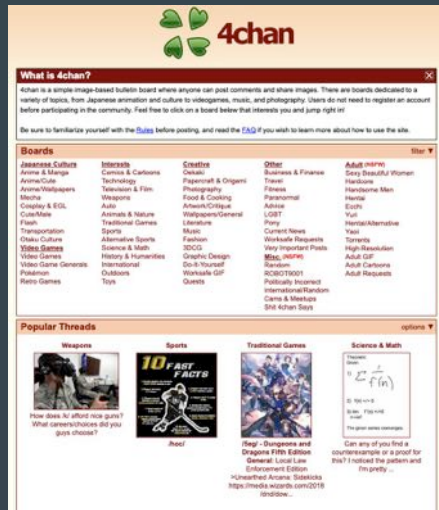 4chan
What is 4chan?
4chan is a simple image-based bulletin board where anyone can post comments and share images. There are boards dedicated to a
variety of topics, from Japanese animation and culture to videogames, music, and photography. Users do not need to register an account
before participating in the community. Feel free to click on a board below that interests you and jump right in!
Be sure to familiarize yourself with the Rules before posting, and read the FAQ if you wish to learn more about how to use the site.
Boards
filter ▼
Japanese Culture
Anime & Manga
Anime/Cute
Anime/Wallpapers
Mecha
Cosplay & EGL
Cute/Male
Flash
Transportation
Otaku Culture
Video Games
Video Games
Video Game Generals
Pokémon
Retro Games
Interests
Comics & Cartoons
Technology
Television & Film
Weapons
Auto
Animals & Nature
Traditional Games
Sports
Alternative Sports
Science & Math
History & Humanities
International
Outdoors
Toys
Creative
Oekaki
Papercraft & Origami
Photography
Food & Cooking
Artwork/Critique
Wallpapers/General
Literature
Music
Fashion
3DCG
Graphic Design
Do-It-Yourself
Worksafe GIF
Quests
Other
Business & Finance
Travel
Fitness
Paranormal
Advice
LGBT
Pony
Current News
Worksafe Requests
Very Important Posts
Misc. (NSFW)
Random
ROBOT9001
Politically Incorrect
International/Random
Cams & Meetups
Shit 4chan Says
Adult (NSFW)
Sexy Beautiful Women
Hardcore
Handsome Men
Hentai
Ecchi
Yuri
Hentai/Alternative
Yaoi
Torrents
High-Resolution
Adult GIF
Adult Cartoons
Adult Requests
Popular Threads
options ▼
Weapons
How does /k/ afford nice guns?
What careers/choices did you
guys choose?
Sports
10 FAST
FACTS
/hoc/
Traditional Games
/5eg/ - Dungeons and
Dragons Fifth Edition
General: Local Law
Enforcement Edition
>Unearthed Arcana: Sidekicks
https://media.wizards.com/2018
/dnd/dow...
Science & Math
Theorem:
Given
1)
Σ 1/f(n)
2)
3)
The given series converges.
Can any of you find a
counterexample or a proof for
this? I noticed the pattern and
I'm pretty ...